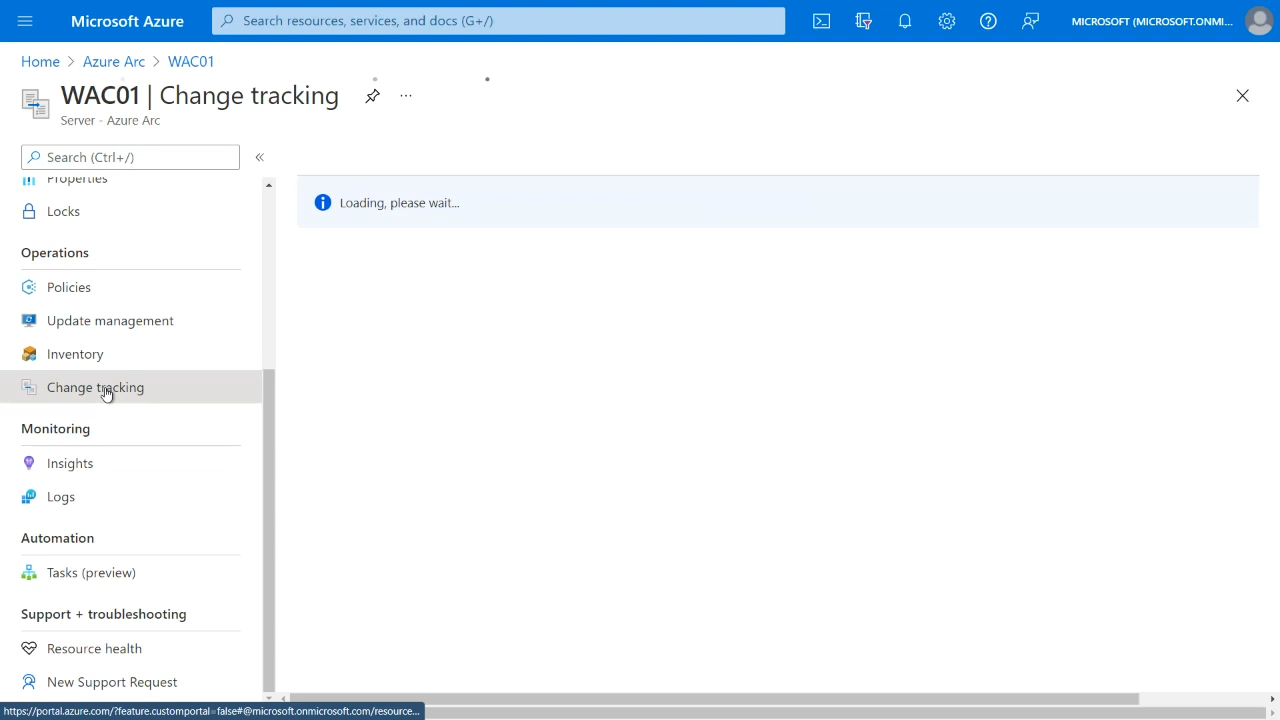 Microsoft Azure
Search resources, services, and docs (G+/)
MICROSOFT (MICROSOFT.ONMI...
Home > Azure Arc > WAC01
WAC01 | Change tracking
...
Server - Azure Arc
Search (Ctrl+/)
«
Loading, please wait...
Properties
Locks
Operations
Policies
Update management
Inventory
Change tracking
Monitoring
Insights
Logs
Automation
Tasks (preview)
Support + troubleshooting
Resource health
New Support Request
https://portal.azure.com/?feature.customportal=false#@microsoft.onmicrosoft.com/resource...